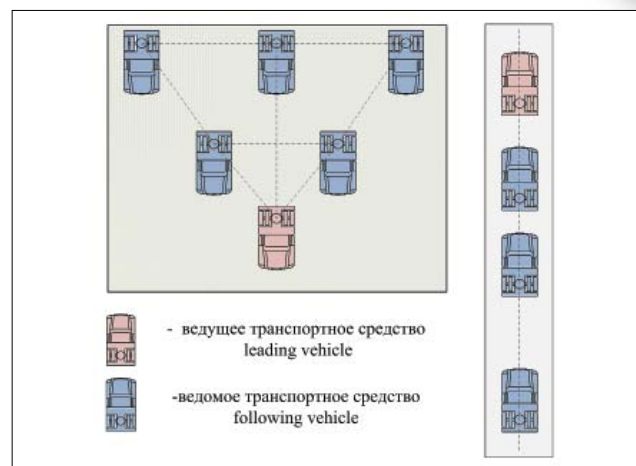 - ведущее транспортное средство
leading vehicle
-ведомое транспортное средство
following vehicle